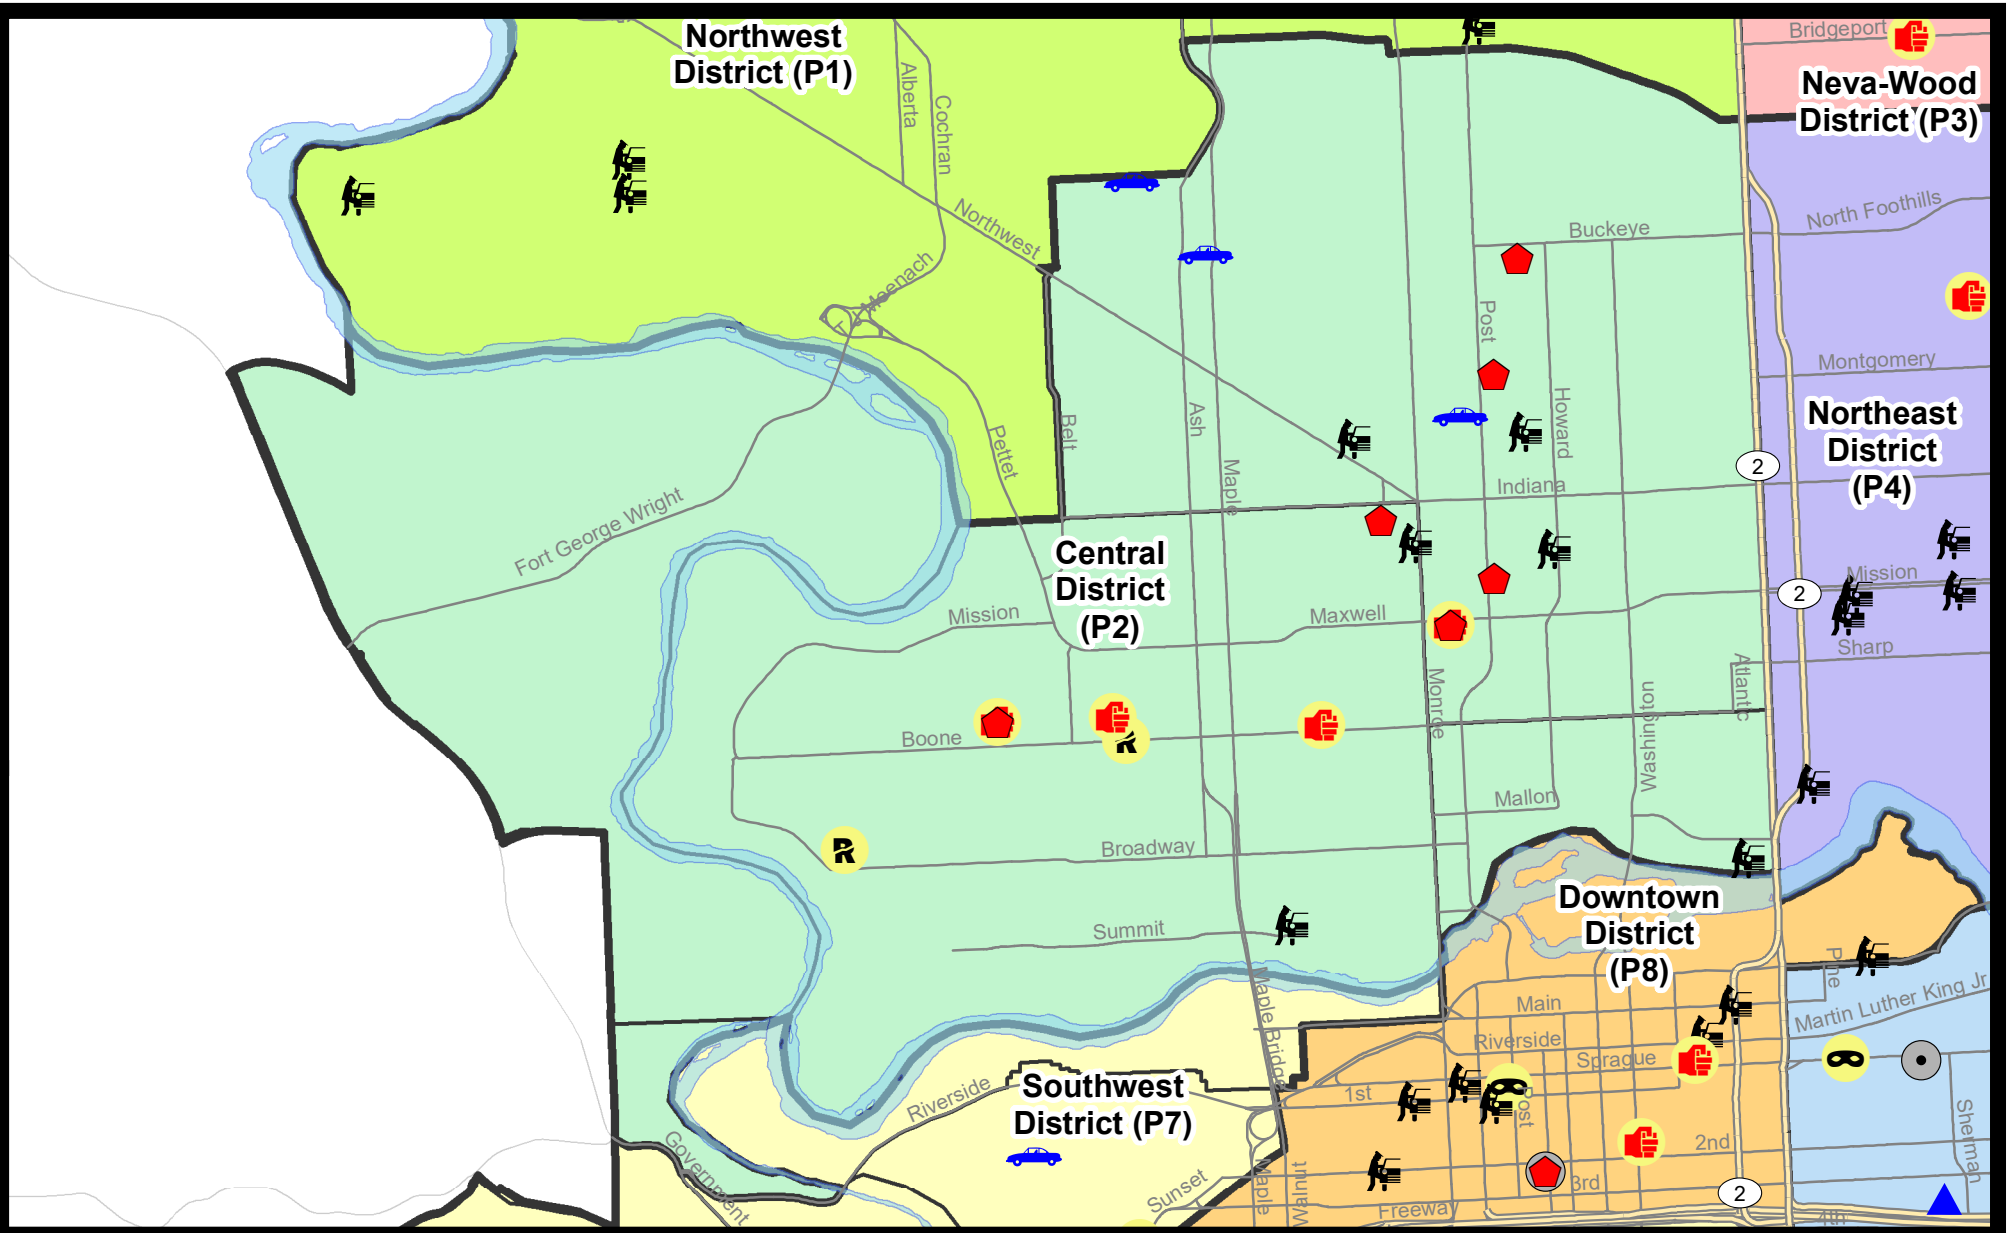 Northwest
District (P1)
Bridgeport
Neva-Wood
District (P3)
Alberta
Cochran
Northwest
North Foothills
Buckeye
T J Meenach
Post
Montgomery
Northeast
District
(P4)
Belt
Ash
Howard
Pettet
Maple
2
Indiana
Fort George Wright
Central
District
(P2)
Mission
2
Mission
Maxwell
Sharp
Atlantic
Monroe
Washington
Boone
Mallon
Broadway
Downtown
District
(P8)
Summit
Pine
Maple Bridge
Main
Martin Luther King Jr
Riverside
Sprague
Southwest
District (P7)
Riverside
1st
Post
Sherman
Government
2nd
Sunset
Maple
Walnut
3rd
2
Freeway
4th